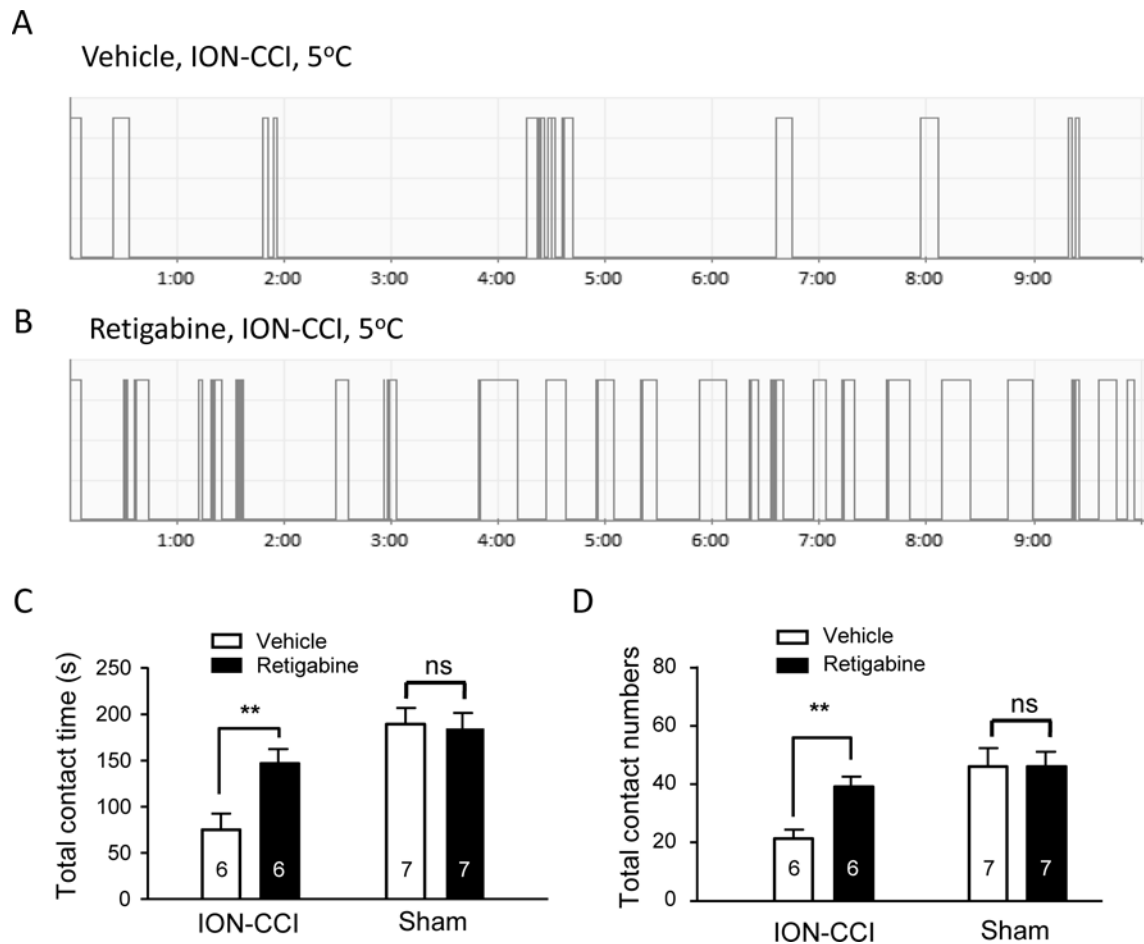 A
Vehicle, ION-CCI, 5°C
1:00 2:00 3:00 4:00 5:00 6:00 7:00 8:00 9:00
B
Retigabine, ION-CCI, 5°C
1:00 2:00 3:00 4:00 5:00 6:00 7:00 8:00 9:00
C
Vehicle
Retigabine
Total contact time (s)
250
200
150
100
50
0
**
ns
6 6 7 7
ION-CCI Sham
D
Vehicle
Retigabine
Total contact numbers
80
60
40
20
0
**
ns
6 6 7 7
ION-CCI Sham